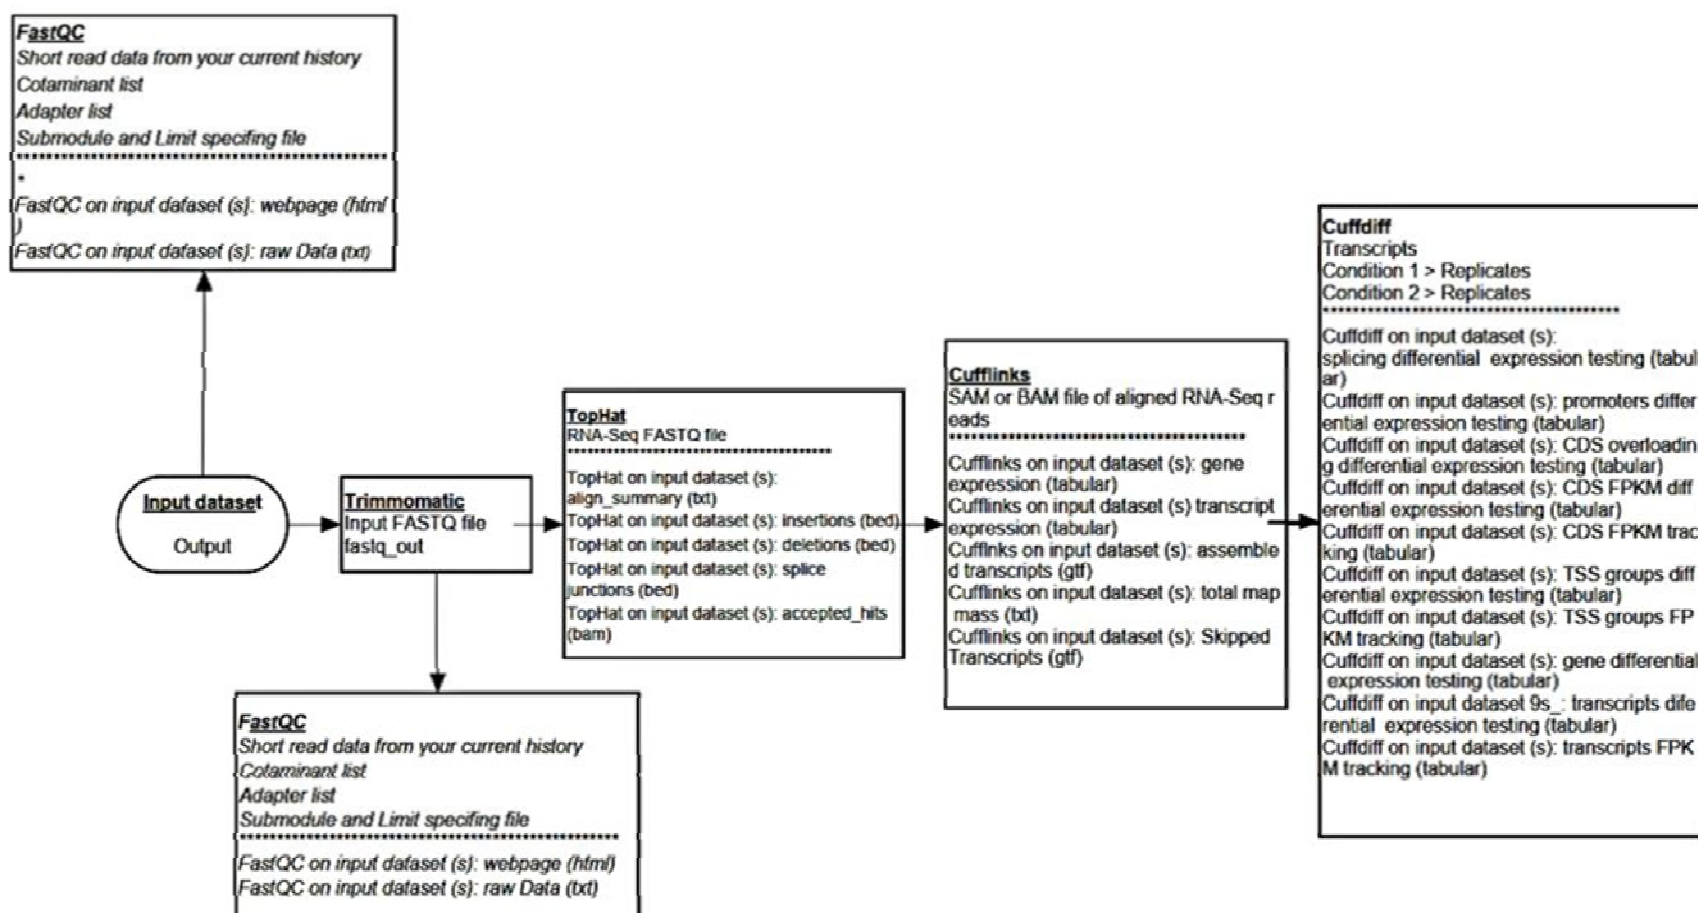 FastQC
Short read data from your current history
Cotaminant list
Adapter list
Submodule and Limit specifing file
*
FastQC on input dataset (s): webpage (html
)
FastQC on input dataset (s): raw Data (txt)
Input dataset
Output
Trimmomatic
Input FASTQ file
fastq_out
FastQC
Short read data from your current history
Cotaminant list
Adapter list
Submodule and Limit specifing file
FastQC on input dataset (s): webpage (html)
FastQC on input dataset (s): raw Data (txt)
TopHat
RNA-Seq FASTQ file
TopHat on input dataset (s):
align_summary (txt)
TopHat on input dataset (s): insertions (bed)
TopHat on input dataset (s): deletions (bed)
TopHat on input dataset (s): splice
junctions (bed)
TopHat on input dataset (s): accepted_hits
(bam)
Cufflinks
SAM or BAM file of aligned RNA-Seq r
eads
Cufflinks on input dataset (s): gene
expression (tabular)
Cufflinks on input dataset (s) transcript
expression (tabular)
Cufflnks on input dataset (s): assemble
d transcripts (gtf)
Cufflinks on input dataset (s): total map
mass (txt)
Cufflinks on input dataset (s): Skipped
Transcripts (gtf)
Cuffdiff
Transcripts
Condition 1 > Replicates
Condition 2 > Replicates
Cuffdiff on input dataset (s):
splicing differential expression testing (tabul
ar)
Cuffdiff on input dataset (s): promoters differ
ential expression testing (tabular)
Cuffdiff on input dataset (s): CDS overloadin
g differential expression testing (tabular)
Cuffdiff on input dataset (s): CDS FPKM diff
erential expression testing (tabular)
Cuffdiff on input dataset (s): CDS FPKM trac
king (tabular)
Cuffdiff on input dataset (s): TSS groups diff
erential expression testing (tabular)
Cuffdiff on input dataset (s): TSS groups FP
KM tracking (tabular)
Cuffdiff on input dataset (s): gene differential
expression testing (tabular)
Cuffdiff on input dataset 9s_: transcripts dife
rential expression testing (tabular)
Cuffdiff on input dataset (s): transcripts FPK
M tracking (tabular)